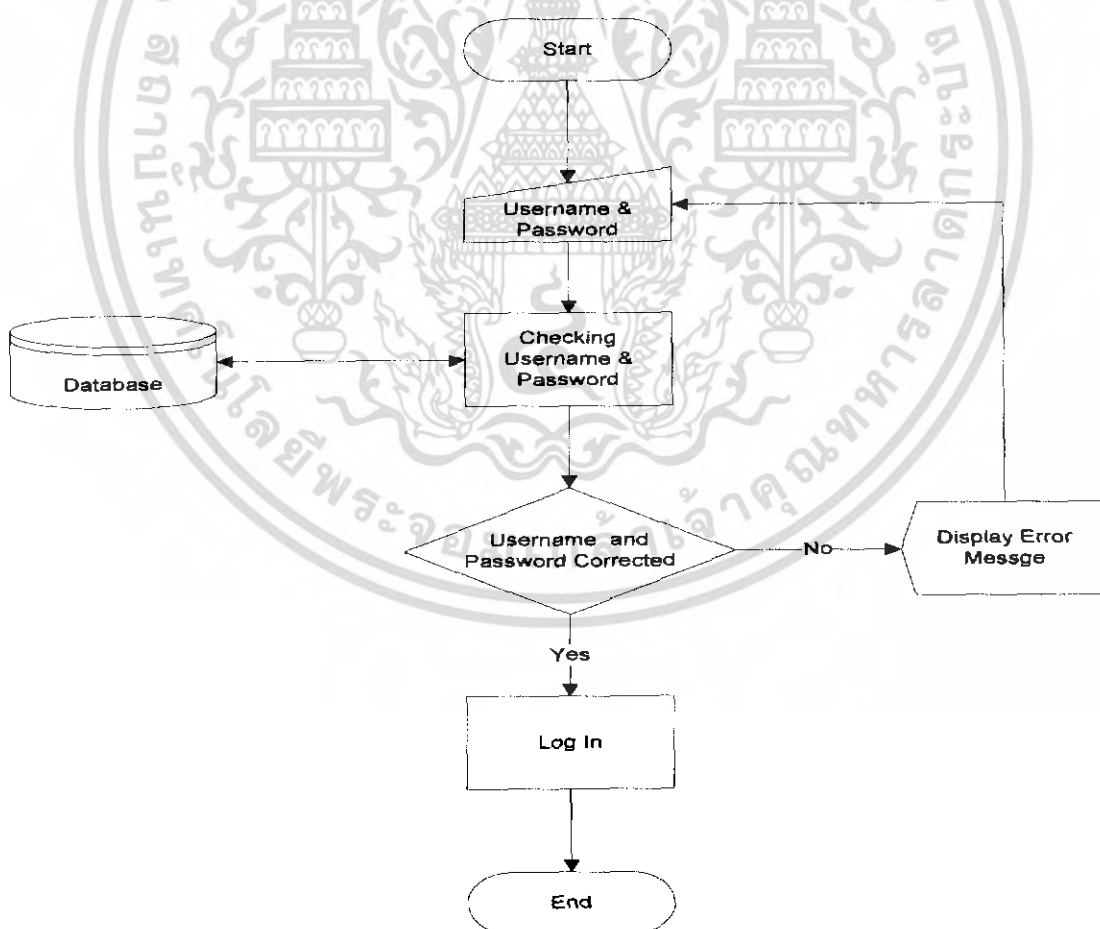 Start
Username &
Password
Checking
Username &
Password
Database
Username and
Password Corrected
No
Display Error
Messge
Yes
Log In
End